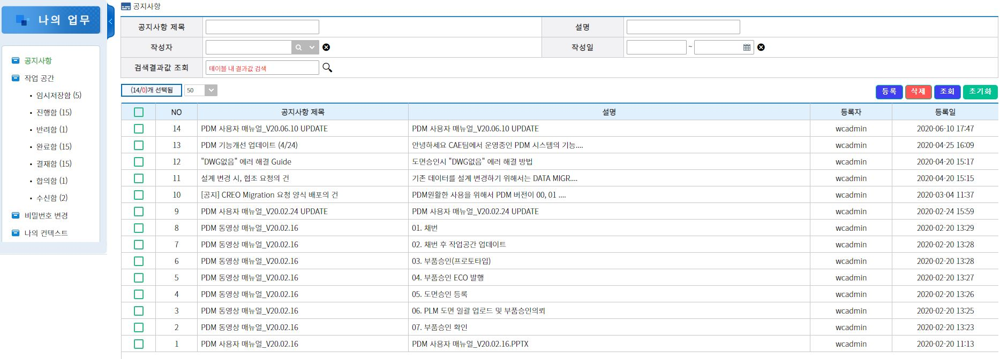 나의 업무
공지사항
작업 공간
임시저장함 (5)
진행함 (15)
반려함 (1)
완료함 (15)
결재함 (15)
합의함 (1)
수신함 (2)
비밀번호 변경
나의 컨텍스트
공지사항
공지사항 제목 설명
작성자 작성일 ~
검색결과값 조회 테이블 내 결과값 검색
(14/0)개 선택됨 50 등록 삭제 조회 초기화
NO 공지사항 제목 설명 등록자 등록일
14 PDM 사용자 매뉴얼_V20.06.10 UPDATE PDM 사용자 매뉴얼_V20.06.10 UPDATE wcadmin 2020-06-10 17:47
13 PDM 기능개선 업데이트 (4/24) 안녕하세요 CAE팀에서 운영중인 PDM 시스템의 기능.... wcadmin 2020-04-25 16:09
12 "DWG없음" 에러 해결 Guide 도면승인시 "DWG없음" 에러 해결 방법 wcadmin 2020-04-20 15:17
11 설계 변경 시, 협조 요청의 건 기존 데이터를 설계 변경하기 위해서는 DATA MIGR.... wcadmin 2020-04-20 15:15
10 [공지] CREO Migration 요청 양식 배포의 건 PDM원활한 사용을 위해서 PDM 버전이 00, 01 .... wcadmin 2020-03-04 11:37
9 PDM 사용자 매뉴얼_V20.02.24 UPDATE PDM 사용자 매뉴얼_V20.02.24 UPDATE wcadmin 2020-02-24 15:59
8 PDM 동영상 매뉴얼_V20.02.16 01. 채번 wcadmin 2020-02-20 13:29
7 PDM 동영상 매뉴얼_V20.02.16 02. 채번 후 작업공간 업데이트 wcadmin 2020-02-20 13:28
6 PDM 동영상 매뉴얼_V20.02.16 03. 부품승인(프로토타입) wcadmin 2020-02-20 13:28
5 PDM 동영상 매뉴얼_V20.02.16 04. 부품승인 ECO 발행 wcadmin 2020-02-20 13:27
4 PDM 동영상 매뉴얼_V20.02.16 05. 도면승인 등록 wcadmin 2020-02-20 13:26
3 PDM 동영상 매뉴얼_V20.02.16 06. PLM 도면 일괄 업로드 및 부품승인의뢰 wcadmin 2020-02-20 13:25
2 PDM 동영상 매뉴얼_V20.02.16 07. 부품승인 확인 wcadmin 2020-02-20 13:23
1 PDM 사용자 매뉴얼_V20.02.16 PDM 사용자 매뉴얼_V20.02.16.PPTX wcadmin 2020-02-20 11:13